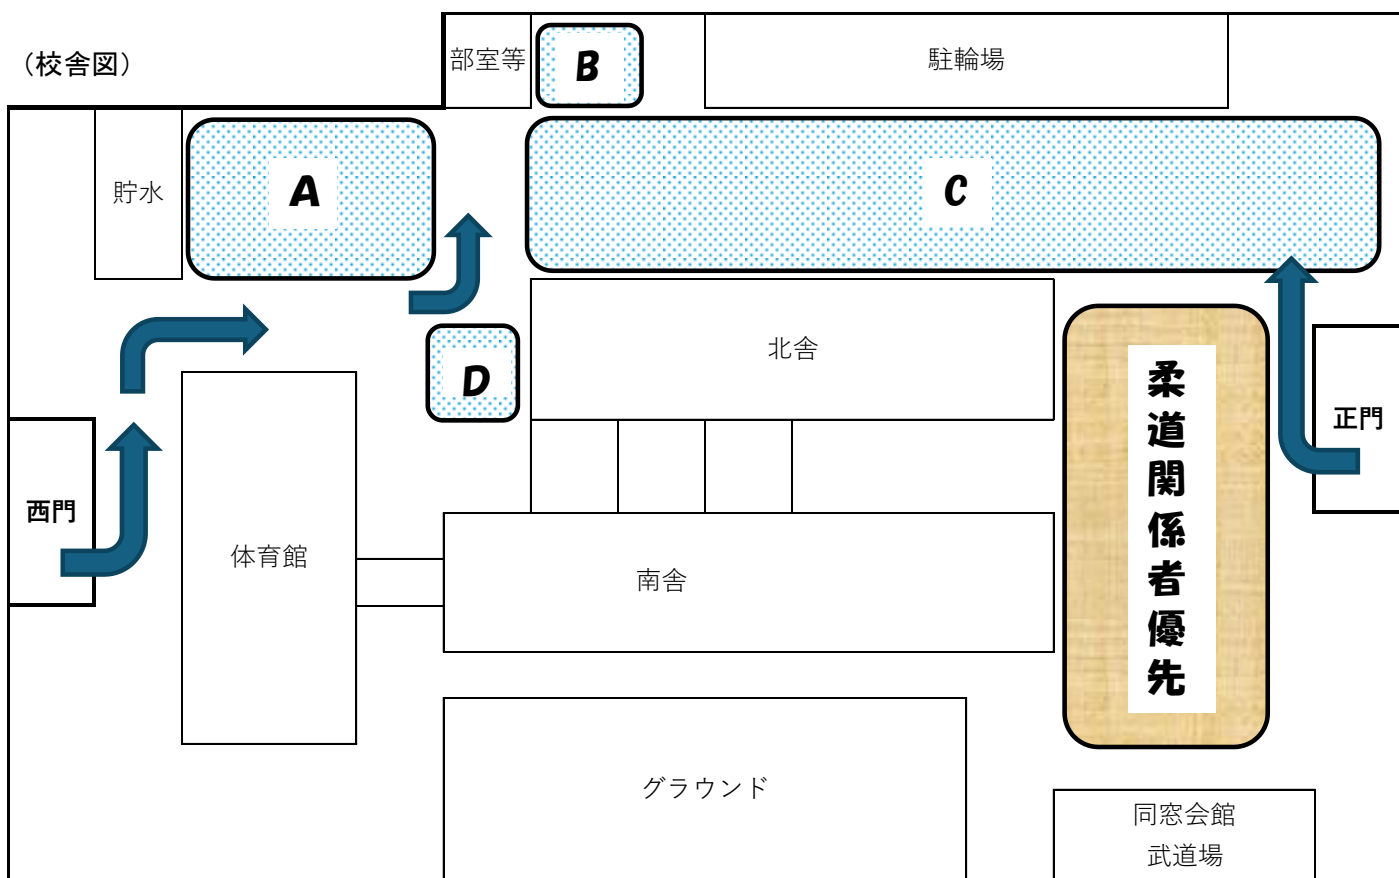 (校舎図)
部室等
B
駐輪場
貯水
A
C
北舎
D
柔道関係者優先
正門
西門
体育館
南舎
グラウンド
同窓会館
武道場